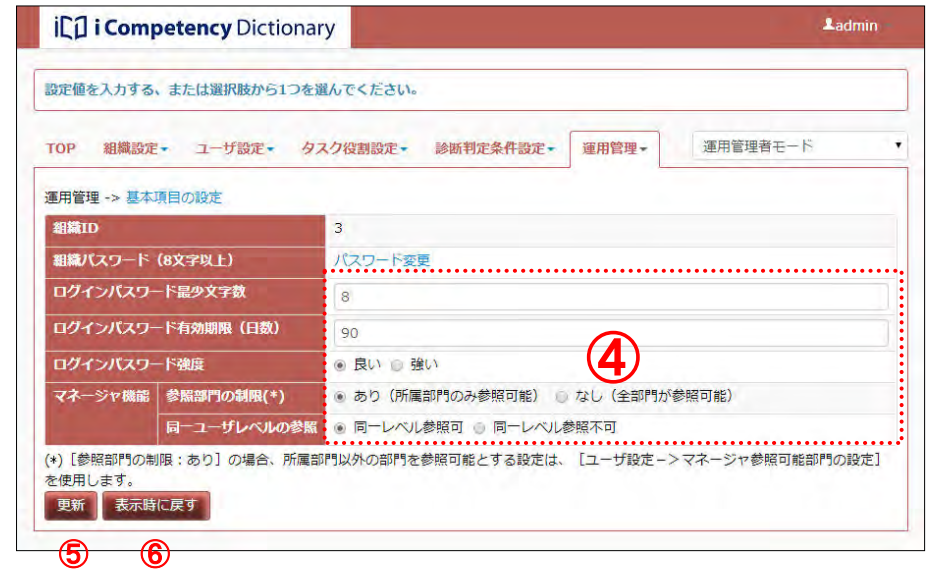 iCD i Competency Dictionary
admin
設定値を入力する、または選択肢から1つを選んでください。
TOP 組織設定 ユーザ設定 タスク役割設定 診断判定条件設定 運用管理 運用管理者モード
運用管理 -> 基本項目の設定
組織ID 3
組織パスワード（8文字以上） パスワード変更
ログインパスワード最少文字数 8
ログインパスワード有効期限（日数） 90
ログインパスワード強度 良い 強い
④
マネージャ機能 参照部門の制限(*) あり（所属部門のみ参照可能） なし（全部門が参照可能）
同一ユーザレベルの参照 同一レベル参照可 同一レベル参照不可
(*)［参照部門の制限：あり］の場合、所属部門以外の部門を参照可能とする設定は、［ユーザ設定－＞マネージャ参照可能部門の設定］
を使用します。
更新 表示時に戻す
⑤ ⑥